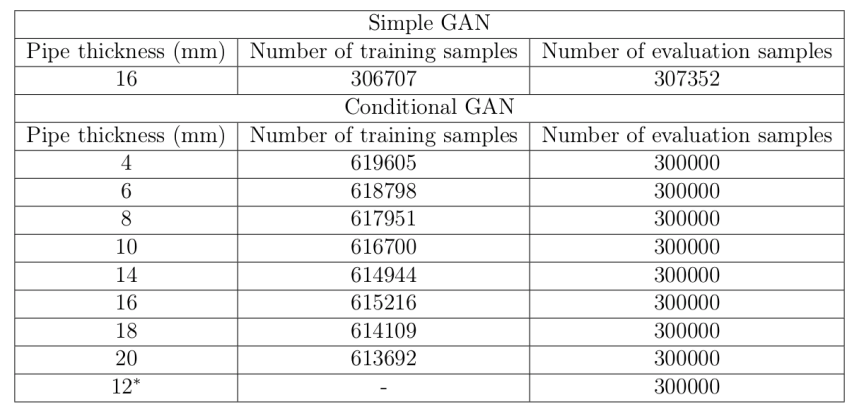 Simple GAN
Pipe thickness (mm) Number of training samples Number of evaluation samples
16 306707 307352
Conditional GAN
Pipe thickness (mm) Number of training samples Number of evaluation samples
4 619605 300000
6 618798 300000
8 617951 300000
10 616700 300000
14 614944 300000
16 615216 300000
18 614109 300000
20 613692 300000
12* - 300000